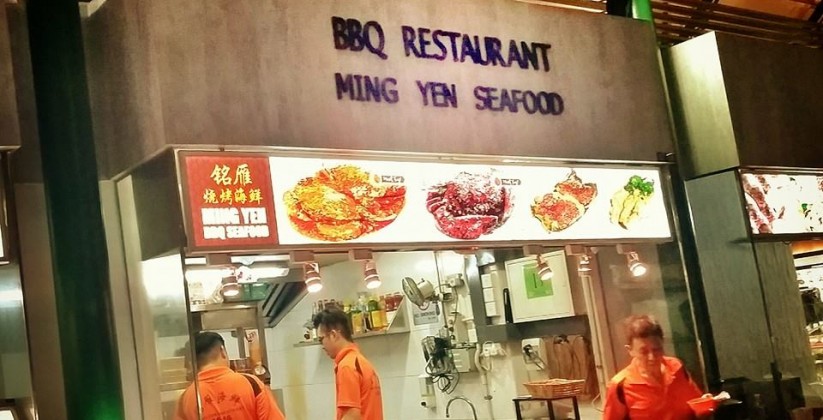 BBQ RESTAURANT
MING YEN SEAFOOD
铭雁
烧烤海鲜
MING YEN
BBQ SEAFOOD